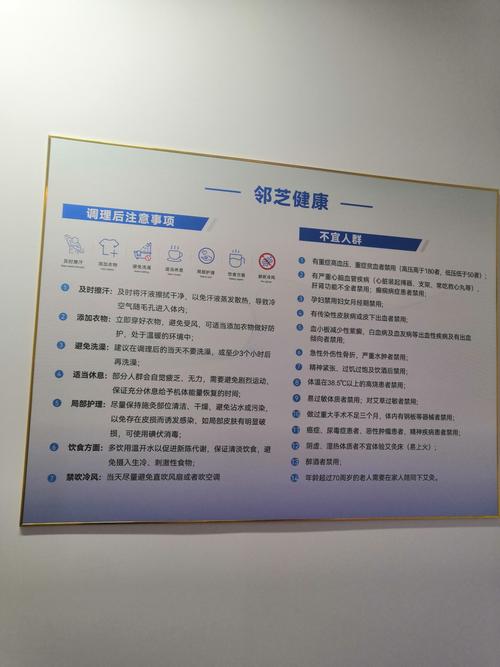 邻芝健康
调理后注意事项
及时擦汗
添加衣物
避免洗澡
适当休息
局部护理
饮食方面
禁吹冷风
1 及时擦汗：及时将汗液擦拭干净，以免汗液蒸发散热，导致冷
空气随毛孔进入体内；
2 添加衣物：立即穿好衣物，避免受风，可适当添加衣物做好防
护，处于温暖的环境中；
3 避免洗澡：建议在调理后的当天不要洗澡，或至少3个小时后
再洗澡；
4 适当休息：部分人群会自觉疲乏、无力，需要避免剧烈运动、
保证充分休息给予机体能量恢复的时间；
5 局部护理：尽量保持施灸部位清洁、干燥，避免沾水或污染，
以免存在皮损而诱发感染，如局部皮肤有明显
破损，可使用碘伏消毒；
6 饮食方面：多饮用温开水以促进新陈代谢，保证清淡饮食，避
免摄入生冷、刺激性食物；
7 禁吹冷风：当天尽量避免直吹风扇或者吹空调
不宜人群
1 有重症高血压、重症贫血者禁用（高压高于180者，低压低于50者）；
2 有严重心脑血管疾病（心脏装起搏器、支架、常吃救心丸等），
肝肾功能不全者禁用；癫痫病症患者禁用；
3 孕妇禁用妇女月经期禁用；
4 有传染性皮肤病或皮下出血者禁用；
5 血小板减少性紫癜、白血病及血友病等出血性疾病及有出血
倾向者禁用；
6 急性外伤性骨折，严重水肿者禁用；
7 精神紧张、过饥过饱及饮酒后禁用；
8 体温在38.5℃以上的高烧患者禁用；
9 易过敏体质者禁用；对艾草过敏者禁用；
10 做过重大手术不足三个月，体内有钢板等器械者禁用；
11 癌症、尿毒症患者、恶性肿瘤患者、精神疾病患者禁用；
12 阴虚、湿热体质者不宜体验艾灸床（易上火）；
13 醉酒者禁用；
14 年龄超过70周岁的老人需要在家人陪同下艾灸。